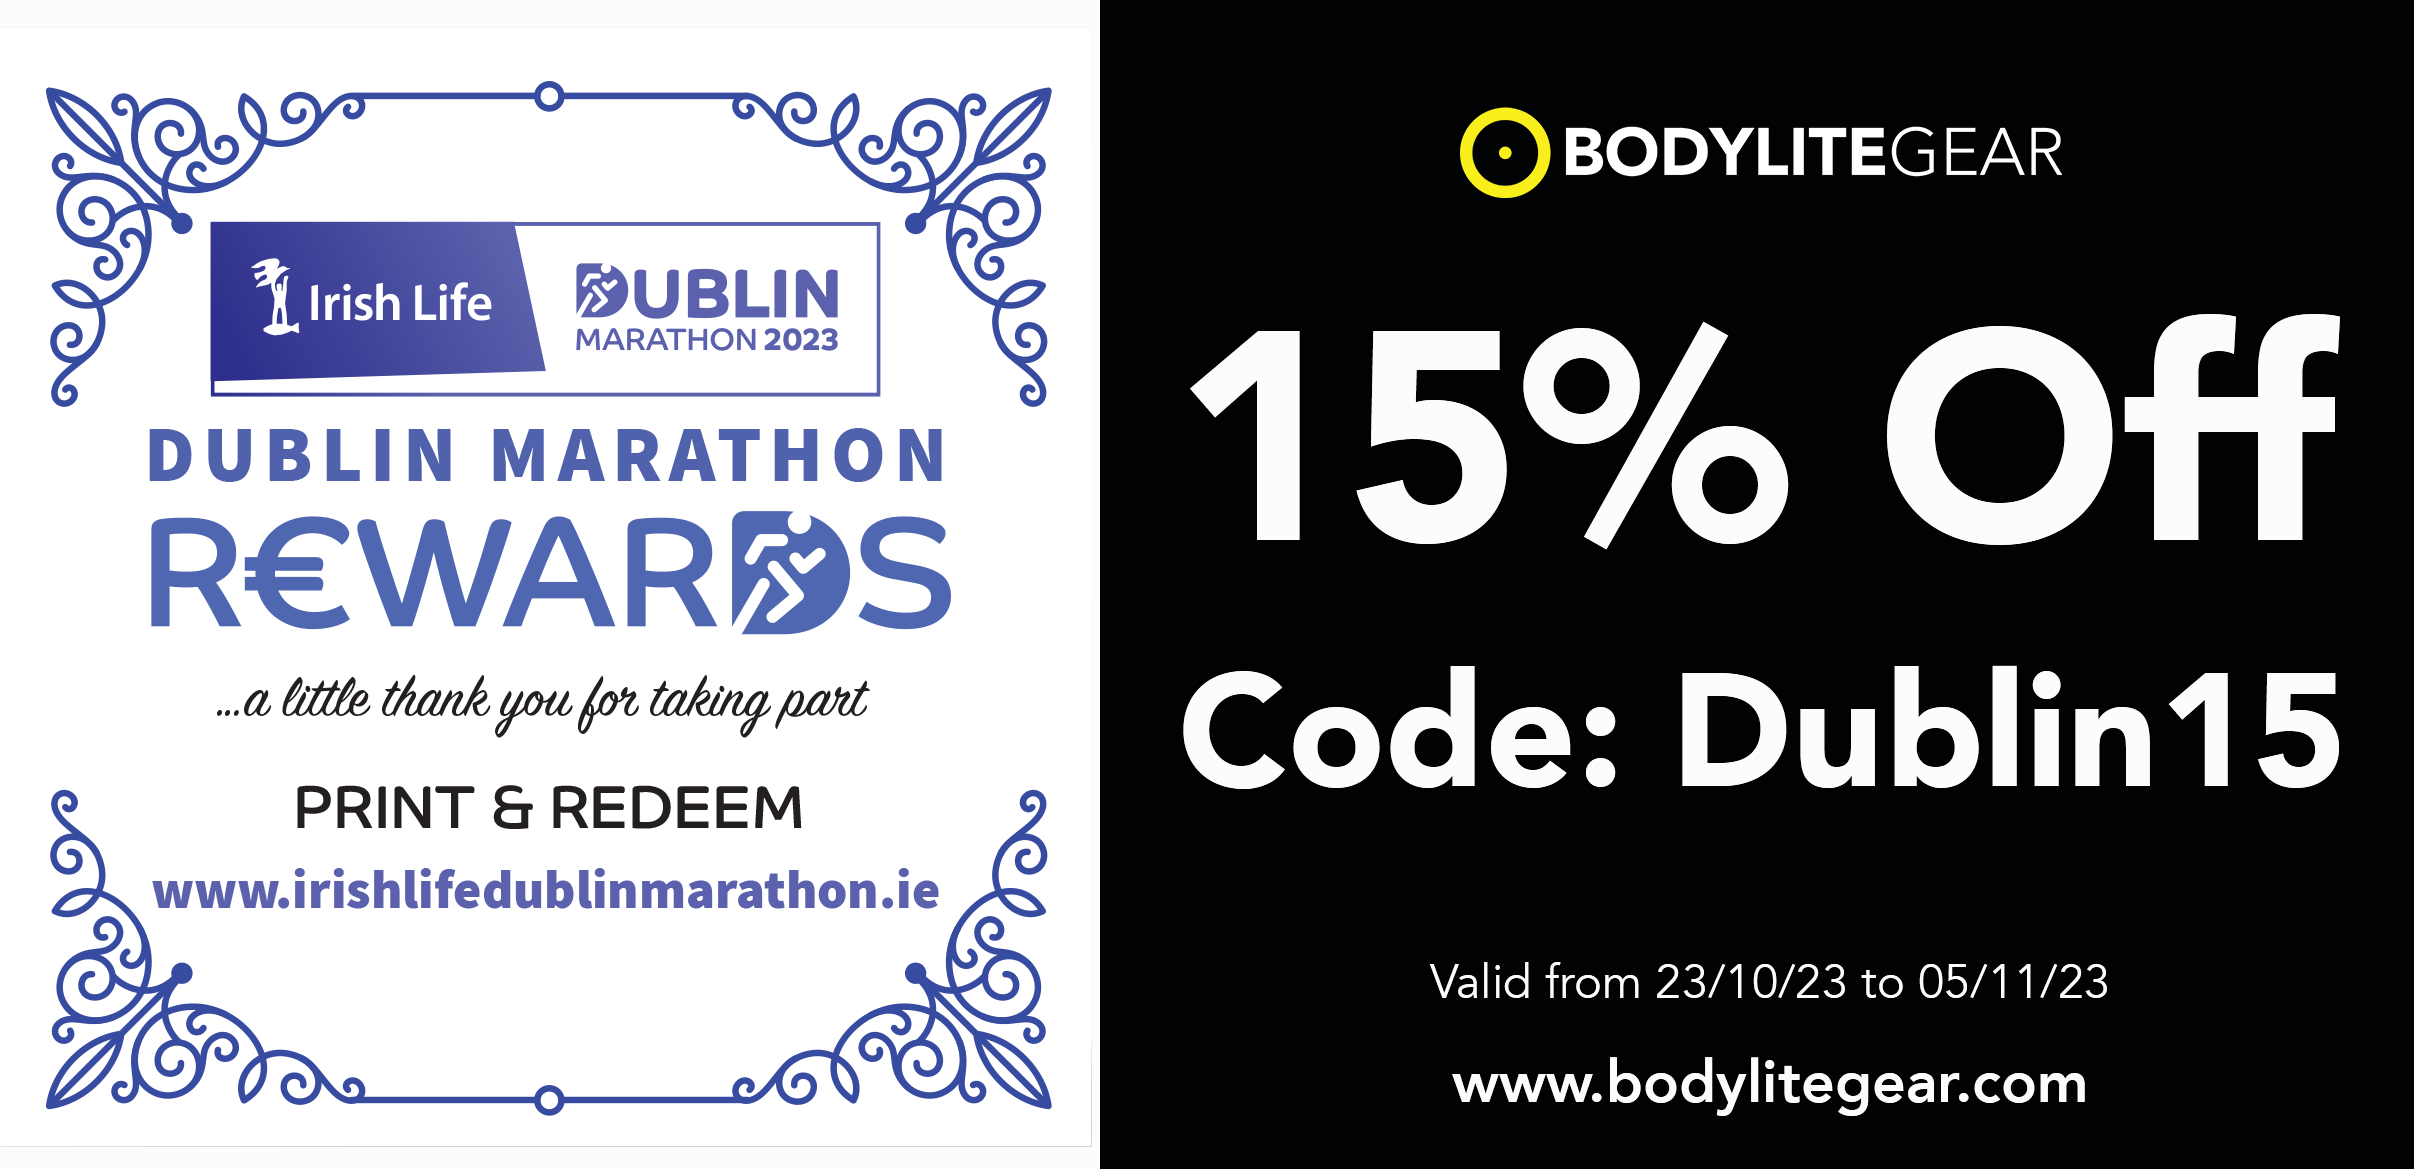 Irish Life
DUBLIN
MARATHON 2023
DUBLIN MARATHON
R€WARDS
...a little thank you for taking part
PRINT & REDEEM
www.irishlifedublinmarathon.ie
BODYLITEGEAR
15% Off
Code: Dublin15
Valid from 23/10/23 to 05/11/23
www.bodylitegear.com